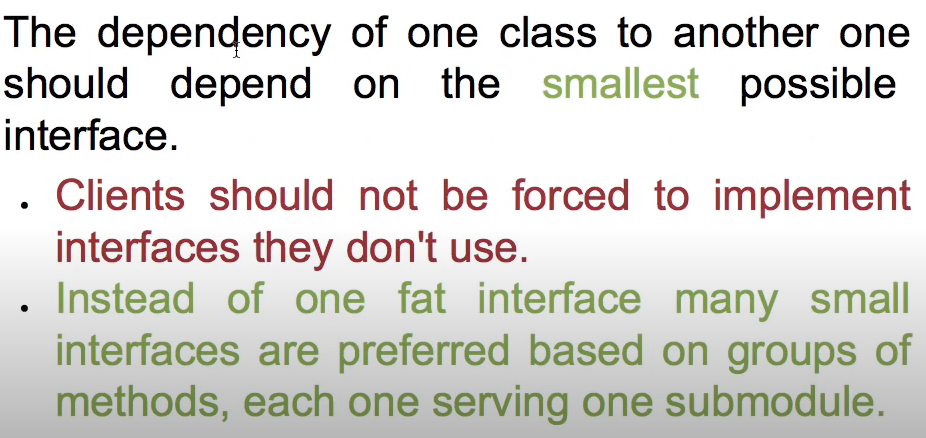 The dependency of one class to another one
should depend on the smallest possible
interface.
• Clients should not be forced to implement
interfaces they don't use.
• Instead of one fat interface many small
interfaces are preferred based on groups of
methods, each one serving one submodule.